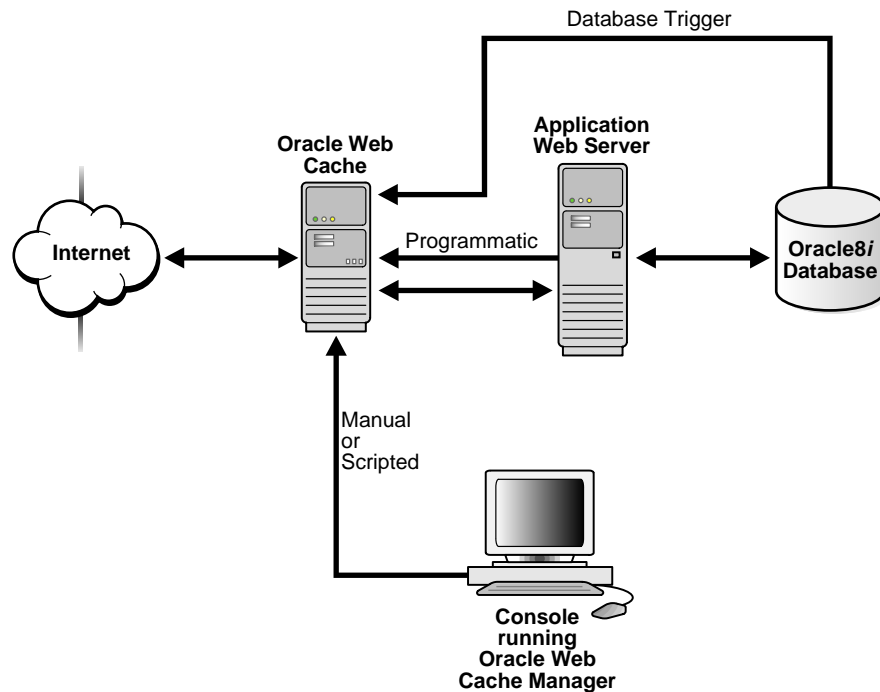 Database Trigger
Application
Web Server
Oracle Web
Cache
Internet
Programmatic
Oracle8i
Database
Manual
or
Scripted
Console
running
Oracle Web
Cache Manager